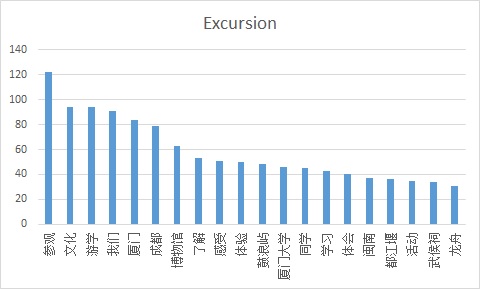 Excursion
140
120
100
80
60
40
20
0
参观
文化
游学
我们
厦门
成都
博物馆
了解
感受
体验
鼓浪屿
厦门大学
同学
学习
体会
闽南
都江堰
活动
武侯祠
龙舟